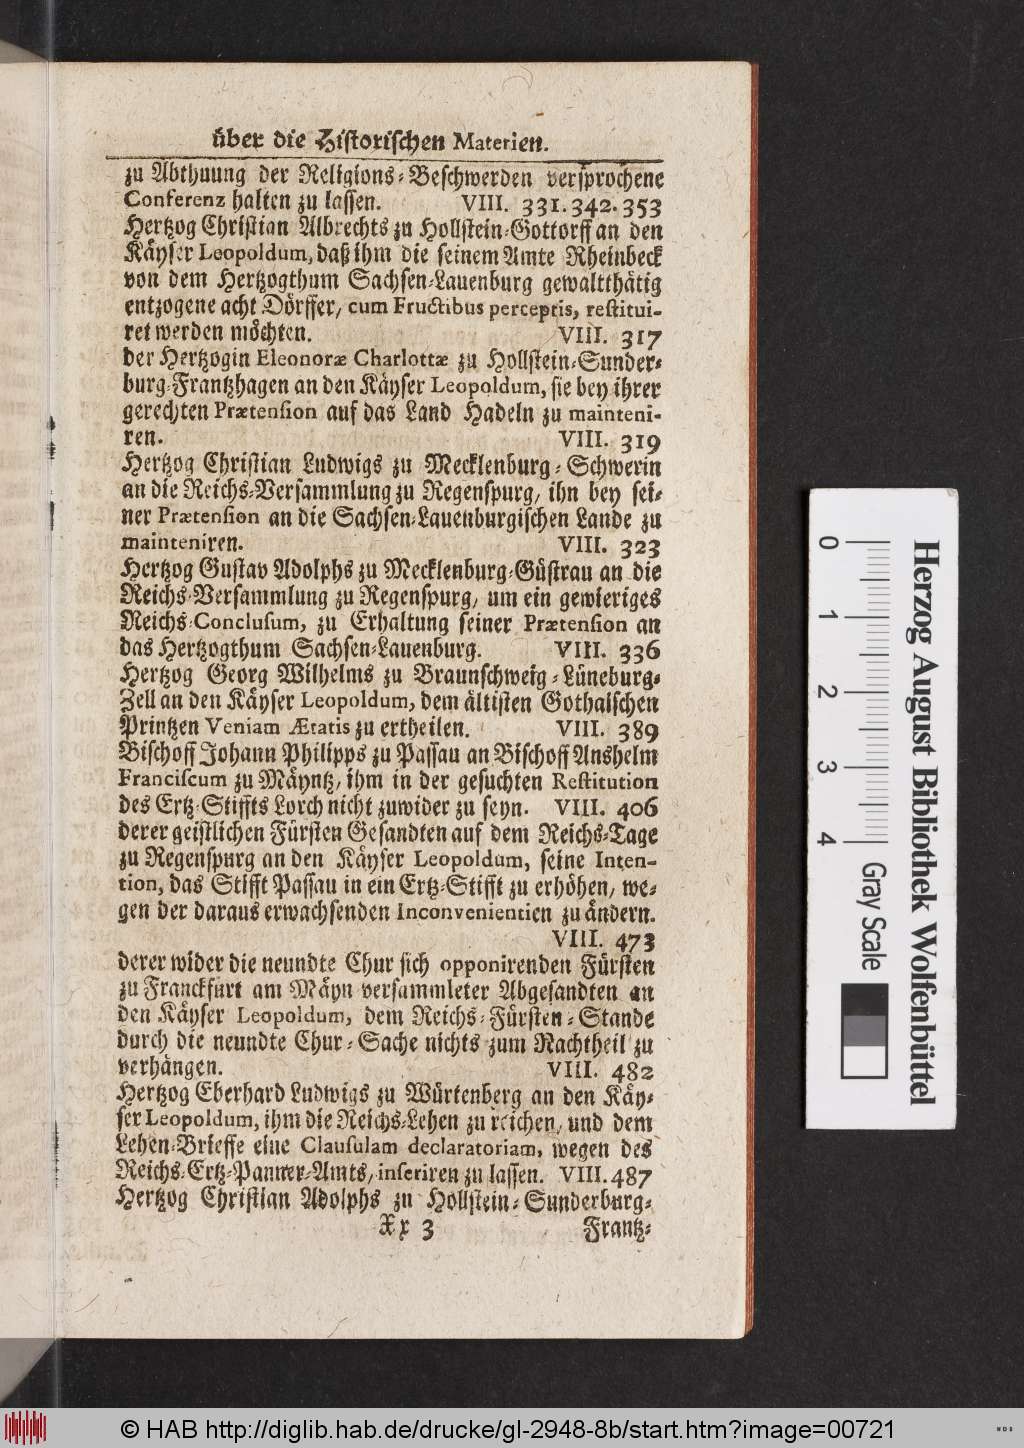 über die Historischen Materien.
zu Abthuung der Religions-Beschwerden versprochene
Conferenz halten zu lassen. VIII. 331. 342. 353
Hertzog Christian Albrechts zu Hollstein-Gottorff an den
Käyser Leopoldum, daß ihm die seinem Amte Rheinbeck
von dem Hertzogthum Sachsen-Lauenburg gewaltthätig
entzogene acht Dörffer, cum Fructibus perceptis, restitui-
ret werden möchten. VIII. 317
der Hertzogin Eleonoræ Charlottæ zu Hollstein-Sunder-
burg-Frantzhagen an den Käyser Leopoldum, sie bey ihrer
gerechten Prætension auf das Land Hadeln zu mainteni-
ren. VIII. 319
Hertzog Christian Ludwigs zu Mecklenburg-Schwerin
an die Reichs-Versammlung zu Regenspurg, ihn bey sei-
ner Prætension an die Sachsen-Lauenburgischen Lande zu
mainteniren. VIII. 323
Hertzog Gustav Adolphs zu Mecklenburg-Güstrau an die
Reichs-Versammlung zu Regenspurg, um ein gewieriges
Reichs-Conclusum, zu Erhaltung seiner Prætension an
das Hertzogthum Sachsen-Lauenburg. VIII. 336
Hertzog Georg Wilhelms zu Braunschweig-Lüneburg-
Zell an den Käyser Leopoldum, dem ältisten Gothaischen
Printzen Veniam Ætatis zu ertheilen. VIII. 389
Bischoff Johann Philipps zu Passau an Bischoff Anshelm
Franciscum zu Mäyntz, ihm in der gesuchten Restitution
des Ertz-Stiffts Lorch nicht zuwider zu seyn. VIII. 406
derer geistlichen Fürsten Gesandten auf dem Reichs-Tage
zu Regenspurg an den Käyser Leopoldum, seine Inten-
tion, das Stifft Passau in ein Ertz-Stifft zu erhöhen, we-
gen der daraus erwachsenden Inconvenientien zu ändern.
VIII. 473
derer wider die neundte Chur sich opponirenden Fürsten
zu Franckfurt am Mäyn versammleter Abgesandten an
den Käyser Leopoldum, dem Reichs-Fürsten-Stande
durch die neundte Chur-Sache nichts zum Nachtheil zu
verhängen. VIII. 482
Hertzog Eberhard Ludwigs zu Würtenberg an den Käy-
ser Leopoldum, ihm die Reichs-Lehen zu reichen, und dem
Lehen-Brieffe eine Clausulam declaratoriam, wegen des
Reichs-Ertz-Panner-Amts, inseriren zu lassen. VIII. 487
Hertzog Christian Adolphs zu Hollstein-Sunderburg-
Xx 3 Frantz-
0 1 2 3 4
Herzog August Bibliothek Wolfenbüttel
Gray Scale
© HAB http://diglib.hab.de/drucke/gl-2948-8b/start.htm?image=00721